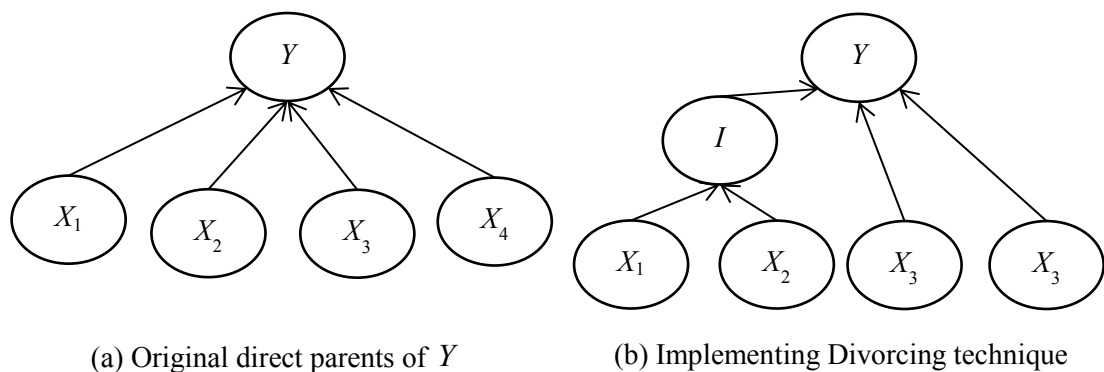 Y
X1 X2 X3 X4
(a) Original direct parents of Y
Y
I
X1 X2 X3 X3
(b) Implementing Divorcing technique